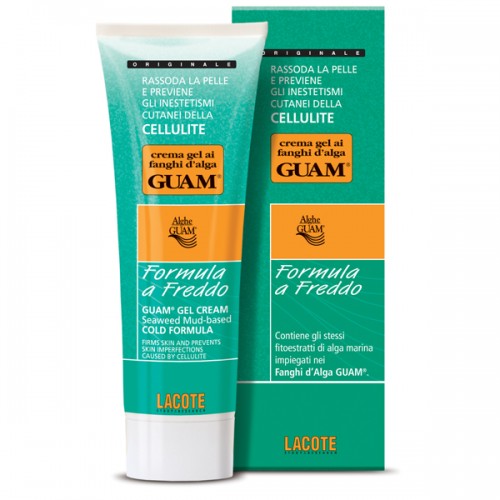 ORIGINALE
RASSODA LA PELLE
E PREVIENE
GLI INESTETISMI
CUTANEI DELLA
CELLULITE
crema gel ai
fanghi d'alga
GUAM®
Alghe
GUAM®
Formula
a Freddo
GUAM® GEL CREAM
Seaweed Mud-based
COLD FORMULA
FIRMS SKIN AND PREVENTS
SKIN IMPERFECTIONS
CAUSED BY CELLULITE
LACOTE
ORIGINALE
RASSODA LA PELLE
E PREVIENE
GLI INESTETISMI
CUTANEI DELLA
CELLULITE
crema gel ai
fanghi d'alga
GUAM®
Alghe
GUAM®
Formula
a Freddo
Contiene gli stessi
fitoestratti di alga marina
impiegati nei
Fanghi d'Alga GUAM®.
LACOTE